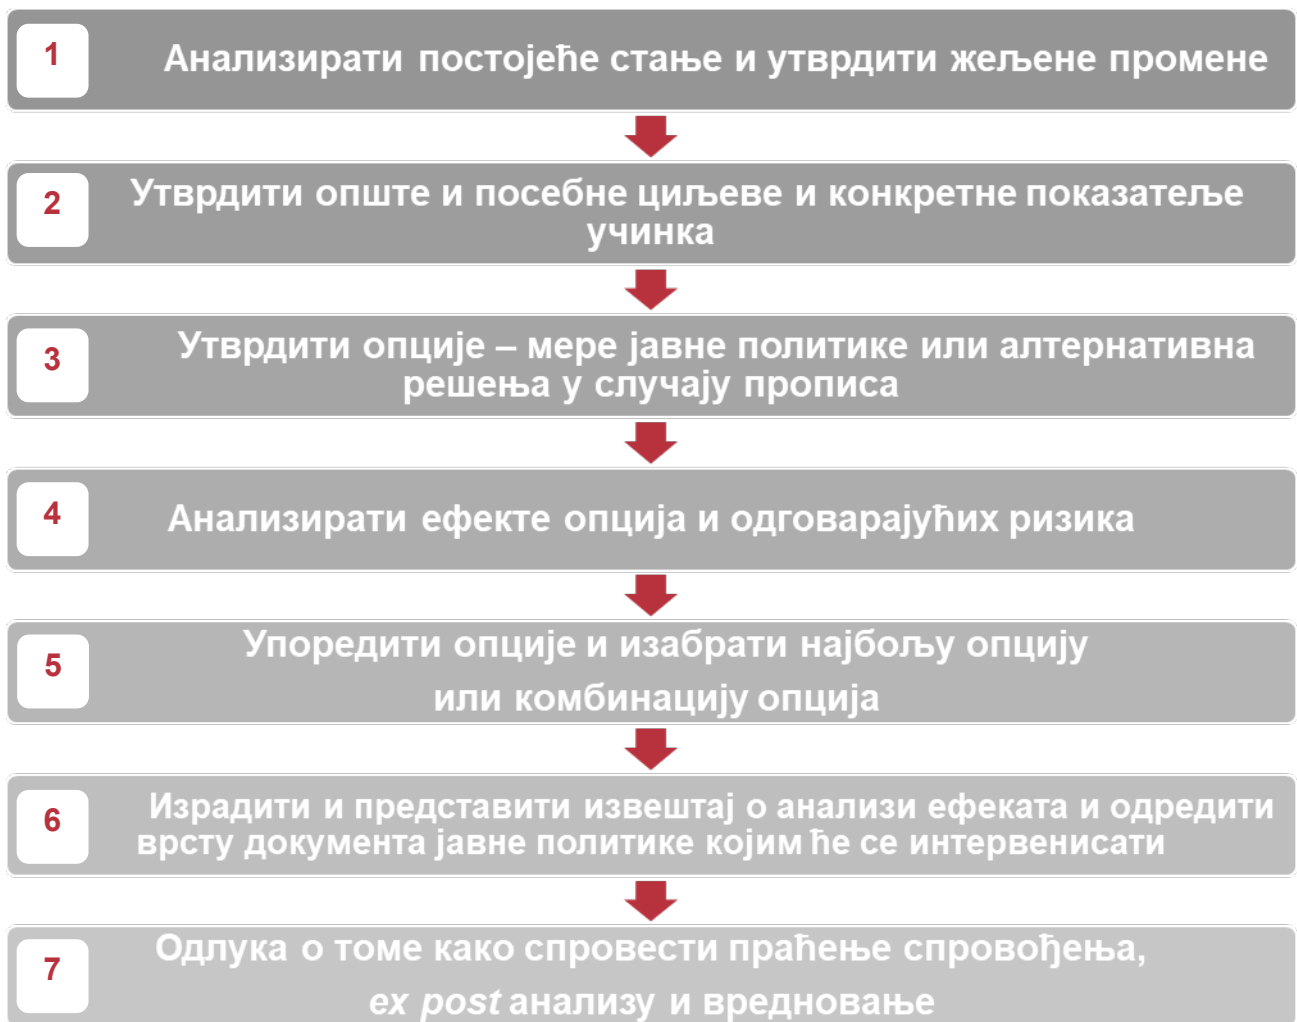 1
Анализирати постојеће стање и утврдити жељене промене
2
Утврдити опште и посебне циљеве и конкретне показатеље
учинка
3
Утврдити опције – мере јавне политике или алтернативна
решења у случају прописа
4
Анализирати ефекте опција и одговарајућих ризика
5
Упоредити опције и изабрати најбољу опцију
или комбинацију опција
6
Израдити и представити извештај о анализи ефеката и одредити
врсту документа јавне политике којим ће се интервенисати
7
Одлука о томе како спровести праћење спровођења,
ex post анализу и вредновање